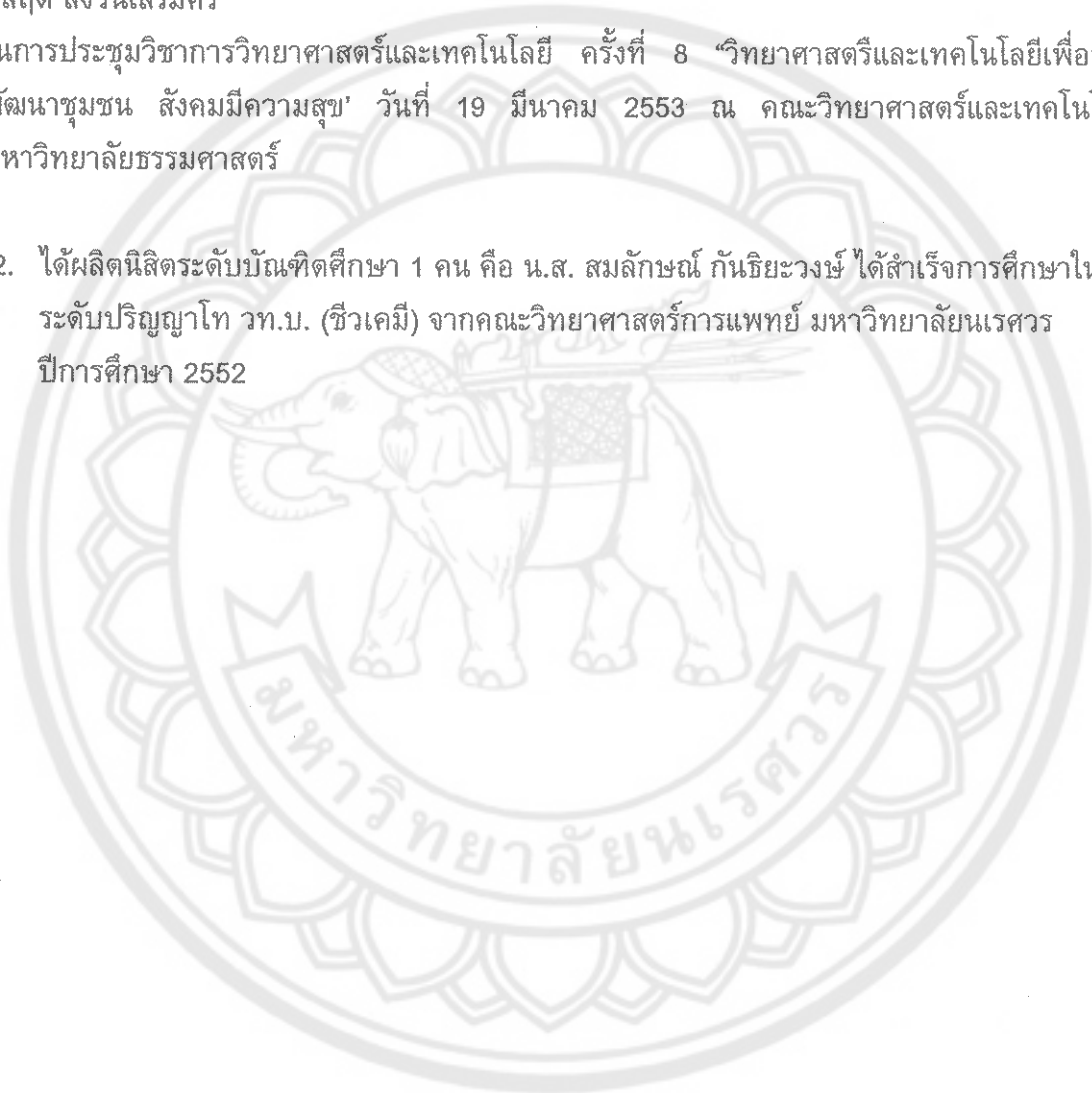 นการประชุมวิชาการวิทยาศาสตร์และเทคโนโลยี ครั้งที่ 8 “วิทยาศาสตร์และเทคโนโลยีเพื่อ
ัฒนาชุมชน สังคมมีความสุข’ วันที่ 19 มีนาคม 2553 ณ คณะวิทยาศาสตร์และเทคโน
หาวิทยาลัยธรรมศาสตร์
2. ได้ผลิตนิสิตระดับบัณฑิตศึกษา 1 คน คือ น.ส. สมลักษณ์ กันธิยะวงษ์ ได้สำเร็จการศึกษาใน
ระดับปริญญาโท วท.บ. (ชีวเคมี) จากคณะวิทยาศาสตร์การแพทย์ มหาวิทยาลัยนเรศวร
ปีการศึกษา 2552
มหาวิทยาลัยนเรศวร